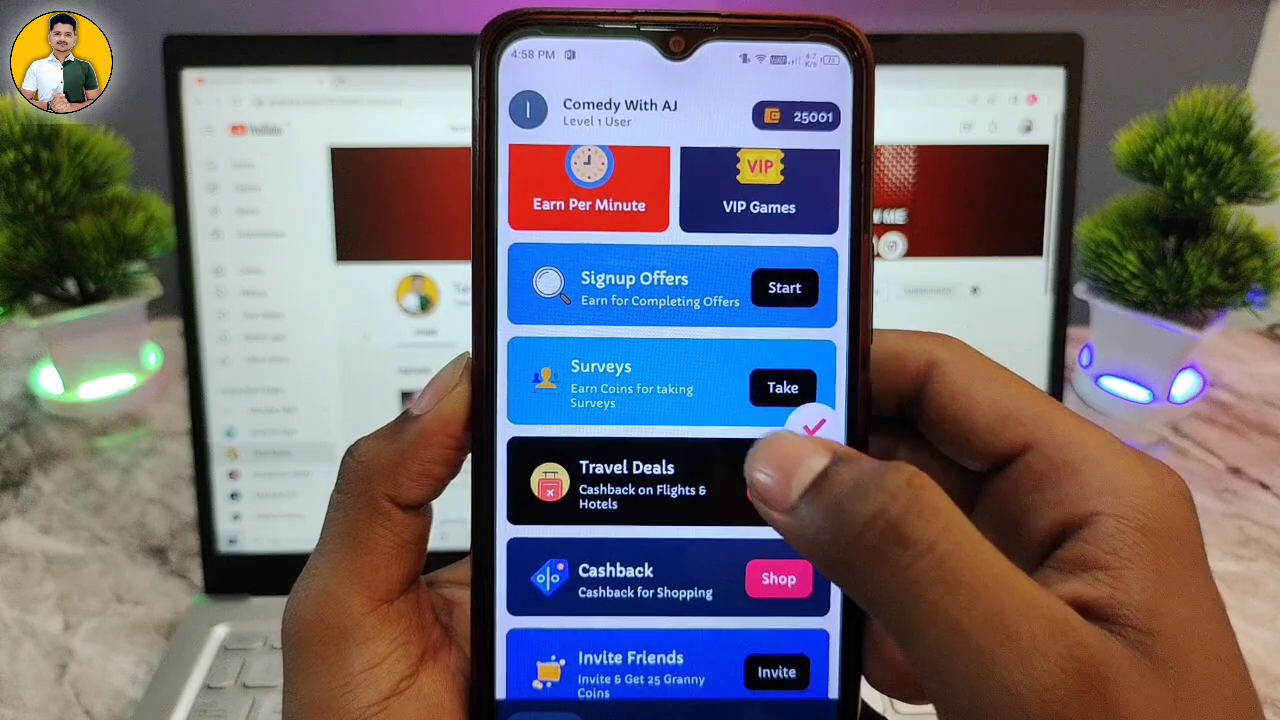 4:58 PM
Comedy With AJ
Level 1 User
25001
Earn Per Minute
VIP
VIP Games
Signup Offers
Earn for Completing Offers
Start
Surveys
Earn Coins for taking
Surveys
Take
Travel Deals
Cashback on Flights &
Hotels
Cashback
Cashback for Shopping
Shop
Invite Friends
Invite & Get 25 Granny
Coins
Invite
YouTube